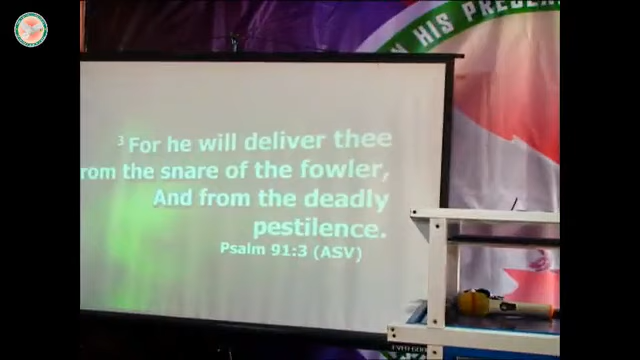 HIS PRESEN
3 For he will deliver thee
rom the snare of the fowler,
And from the deadly
pestilence.
Psalm 91:3 (ASV)